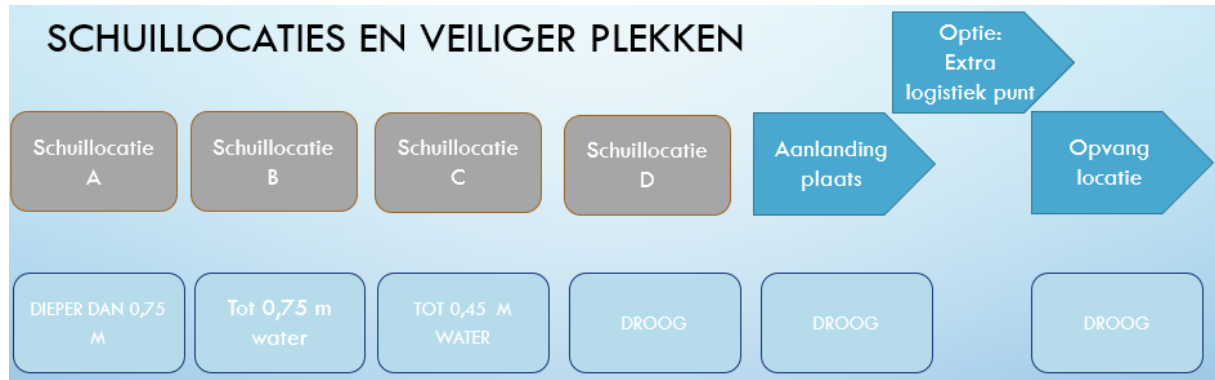 SCHUILLOCATIES EN VEILIGER PLEKKEN
Optie:
Extra
logistiek punt
Schuillocatie
A
Schuillocatie
B
Schuillocatie
C
Schuillocatie
D
Aanlanding
plaats
Opvang
locatie
DIEPER DAN 0,75
M
Tot 0,75 m
water
TOT 0,45 M
WATER
DROOG
DROOG
DROOG